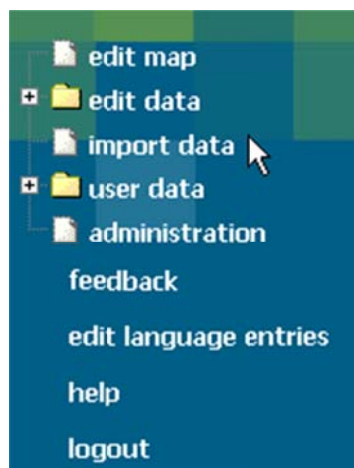 edit map
edit data
import data
user data
administration
feedback
edit language entries
help
logout